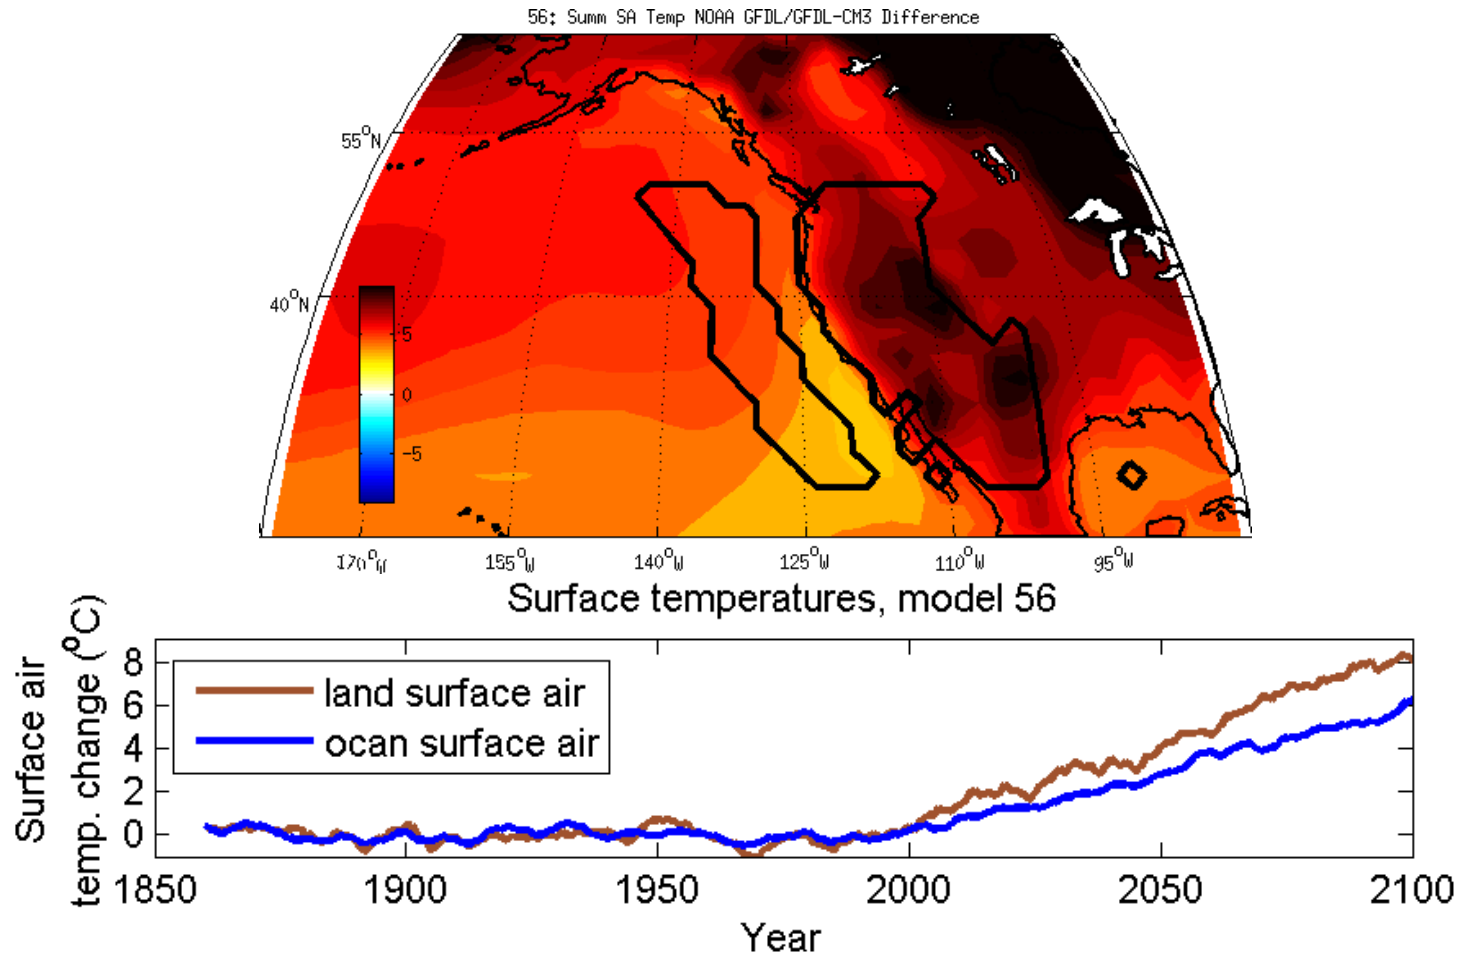 56: Summ SA Temp NOAA GFDL/GFDL-CM3 Difference
55°N
40°N
5
0
-5
170°W 155°W 140°W 125°W 110°W 95°W
Surface temperatures, model 56
Surface air
temp. change (°C)
8
6
4
2
0
land surface air
ocan surface air
1850 1900 1950 2000 2050 2100
Year